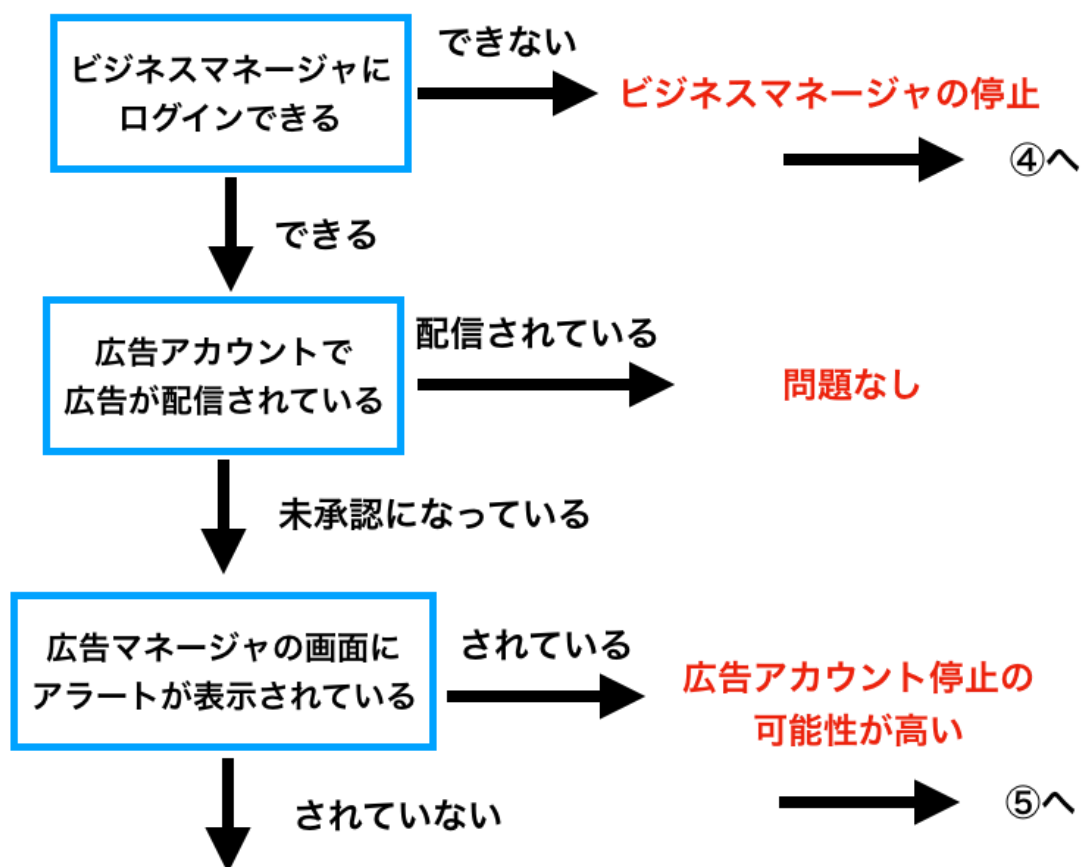 ビジネスマネージャに
ログインできる
できない
ビジネスマネージャの停止
④へ
できる
広告アカウントで
広告が配信されている
配信されている
問題なし
未承認になっている
広告マネージャの画面に
アラートが表示されている
されている
広告アカウント停止の
可能性が高い
⑤へ
されていない